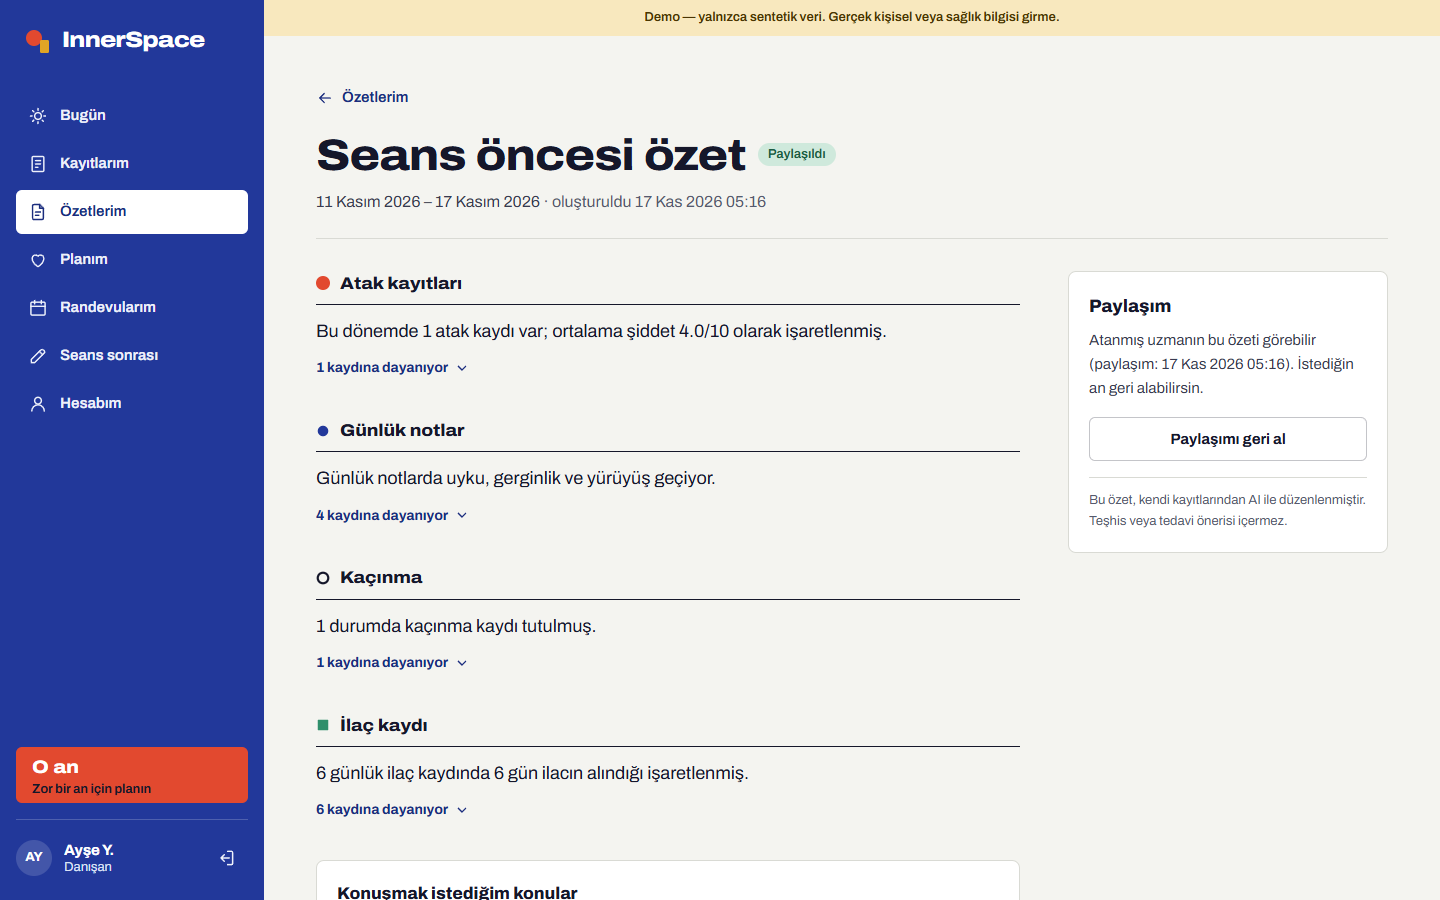 Demo — yalnızca sentetik veri. Gerçek kişisel veya sağlık bilgisi girme.
InnerSpace
Bugün
Kayıtlarım
Özetlerim
Planım
Randevularım
Seans sonrası
Hesabım
O an
Zor bir an için planın
AY
Ayşe Y.
Danışan
Özetlerim
Seans öncesi özet
Paylaşıldı
11 Kasım 2026 – 17 Kasım 2026 · oluşturuldu 17 Kas 2026 05:16
Atak kayıtları
Bu dönemde 1 atak kaydı var; ortalama şiddet 4.0/10 olarak işaretlenmiş.
1 kaydına dayanıyor
Günlük notlar
Günlük notlarda uyku, gerginlik ve yürüyüş geçiyor.
4 kaydına dayanıyor
Kaçınma
1 durumda kaçınma kaydı tutulmuş.
1 kaydına dayanıyor
İlaç kaydı
6 günlük ilaç kaydında 6 gün ilacın alındığı işaretlenmiş.
6 kaydına dayanıyor
Konuşmak istediğim konular
Paylaşım
Atanmış uzmanın bu özeti görebilir
(paylaşım: 17 Kas 2026 05:16). İstediğin
an geri alabilirsin.
Paylaşımı geri al
Bu özet, kendi kayıtlarından AI ile düzenlenmiştir.
Teşhis veya tedavi önerisi içermez.